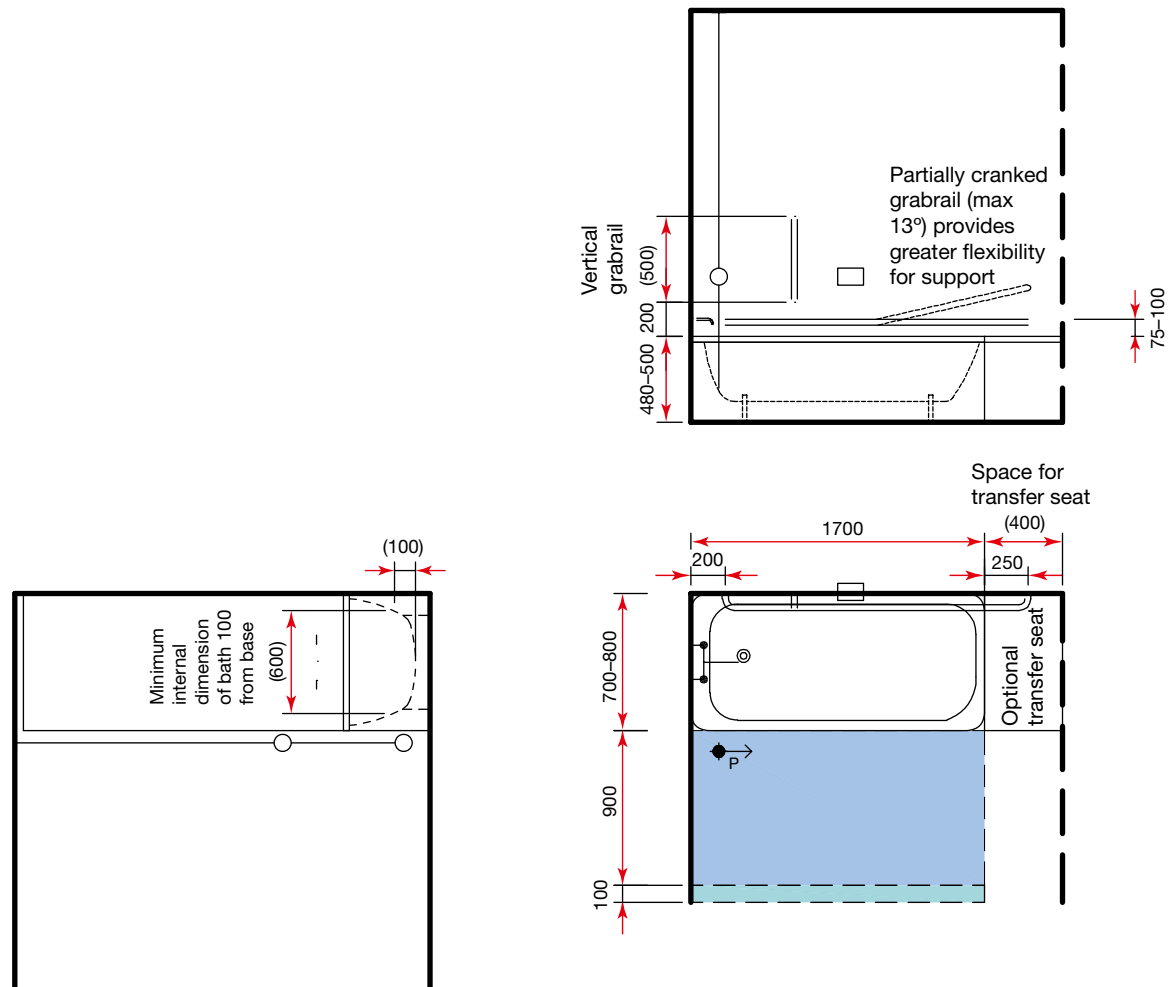 Partially cranked
grabrail (max
13º) provides
greater flexibility
for support
Vertical
grabrail
(500)
200
480–500
75–100
Space for
transfer seat
(400)
1700
200
250
700–800
Optional
transfer seat
P
900
100
(100)
Minimum
internal
dimension
of bath 100
from base
(600)